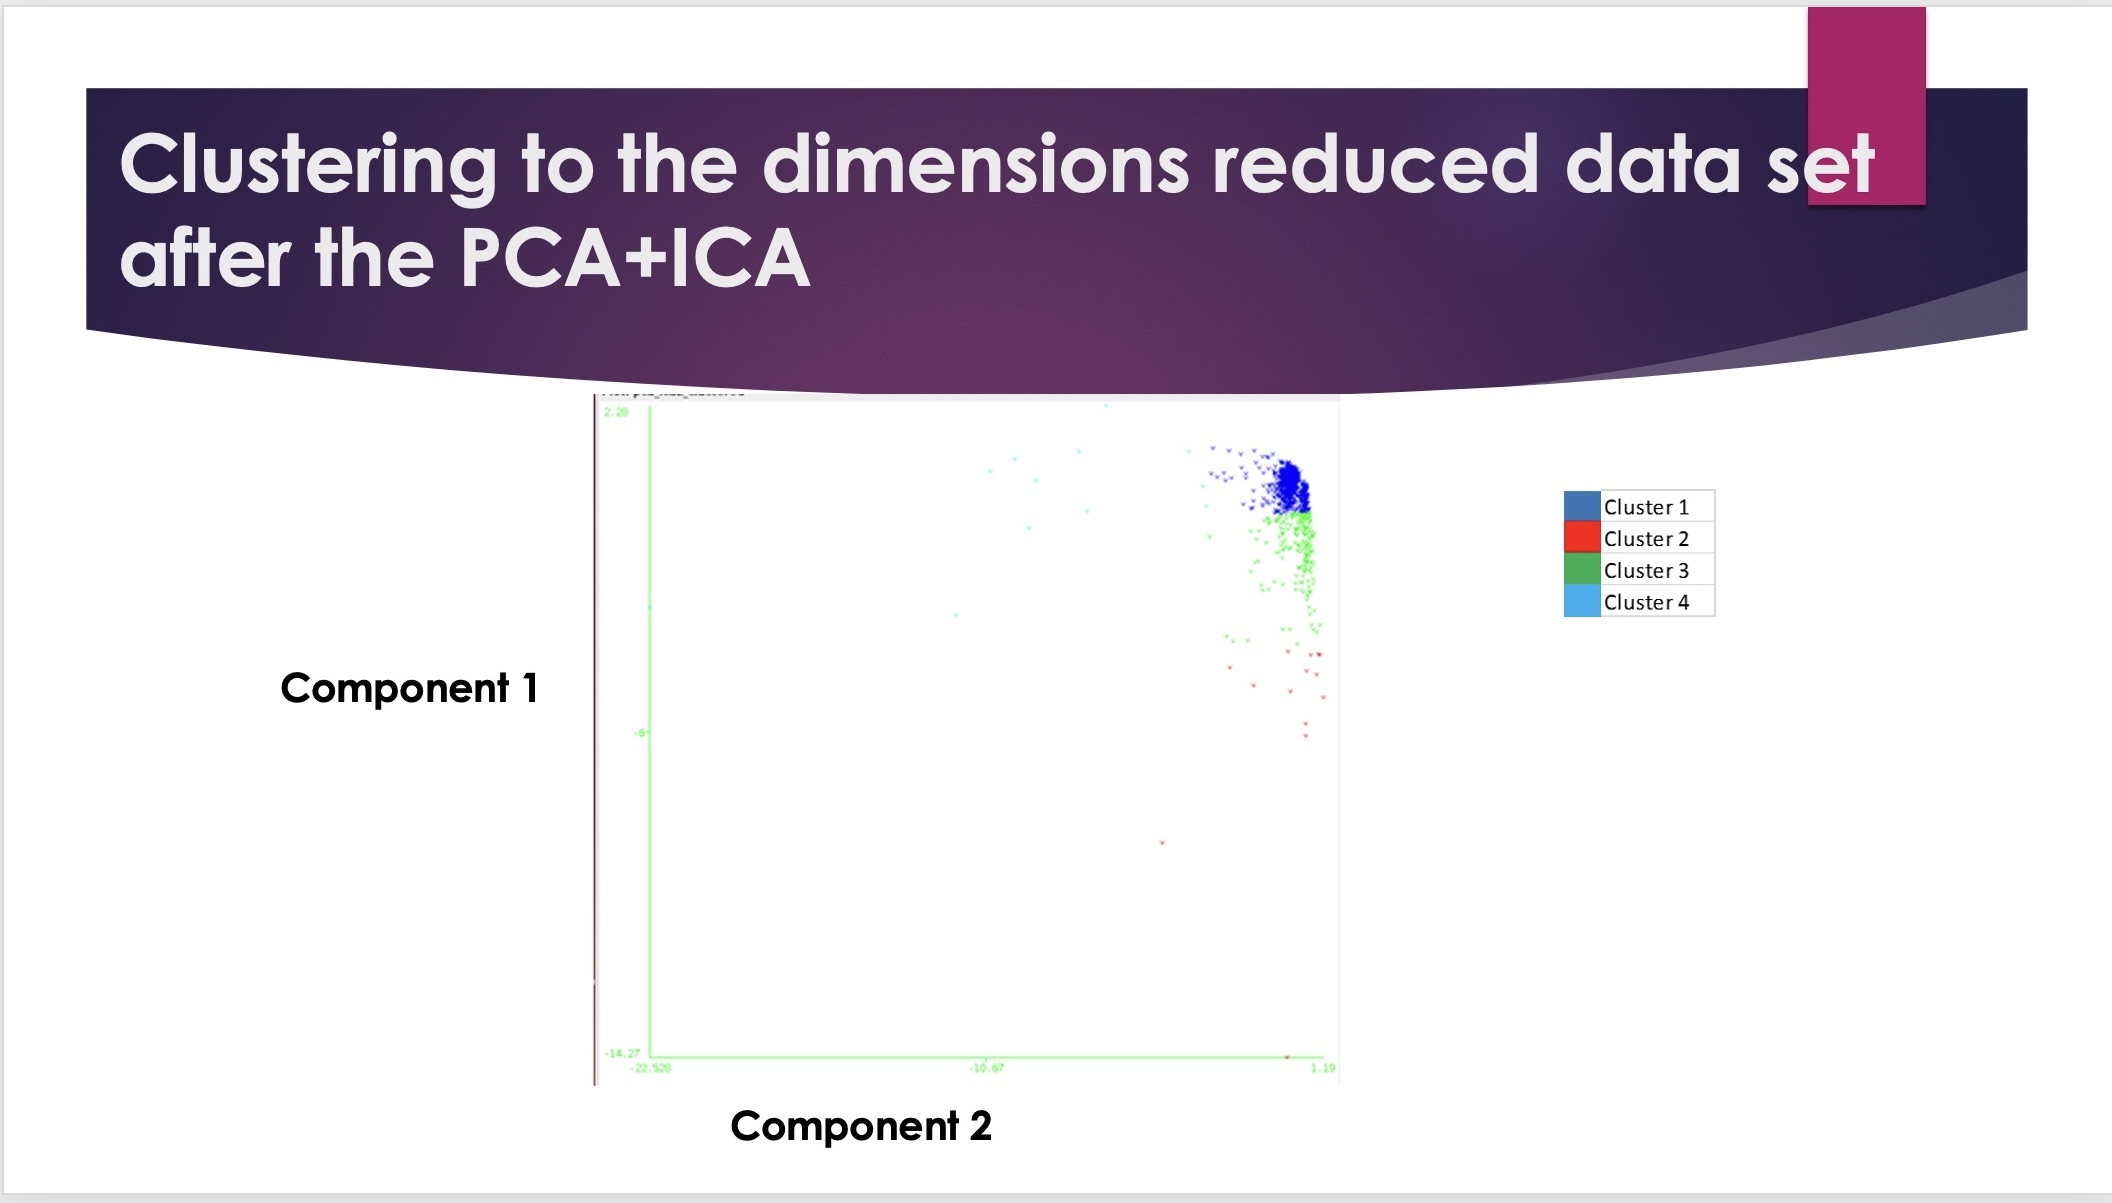 Clustering to the dimensions reduced data set
after the PCA+ICA
2.20
Cluster 1
Cluster 2
Cluster 3
Cluster 4
Component 1
-6
-14.27
-22.528
-10.67
1.19
Component 2